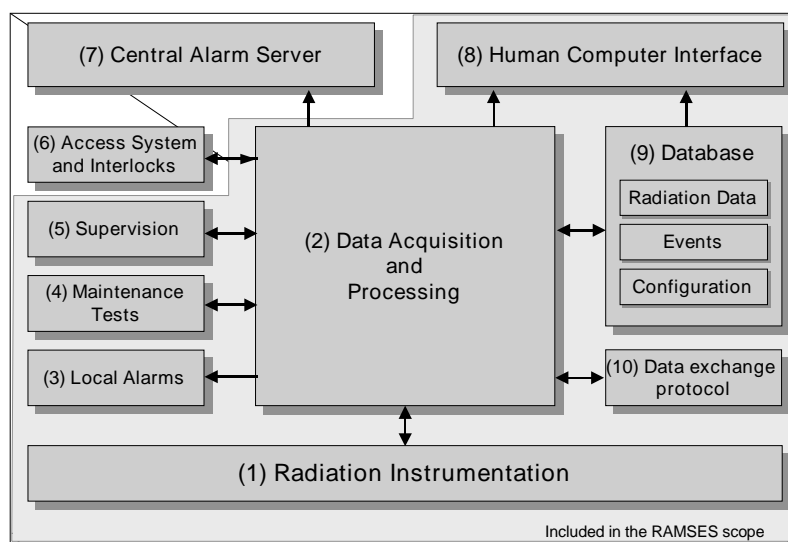 (7) Central Alarm Server
(8) Human Computer Interface
(6) Access System
and Interlocks
(9) Database
Radiation Data
Events
Configuration
(5) Supervision
(2) Data Acquisition
and
Processing
(4) Maintenance
Tests
(3) Local Alarms
(10) Data exchange
protocol
(1) Radiation Instrumentation
Included in the RAMSES scope